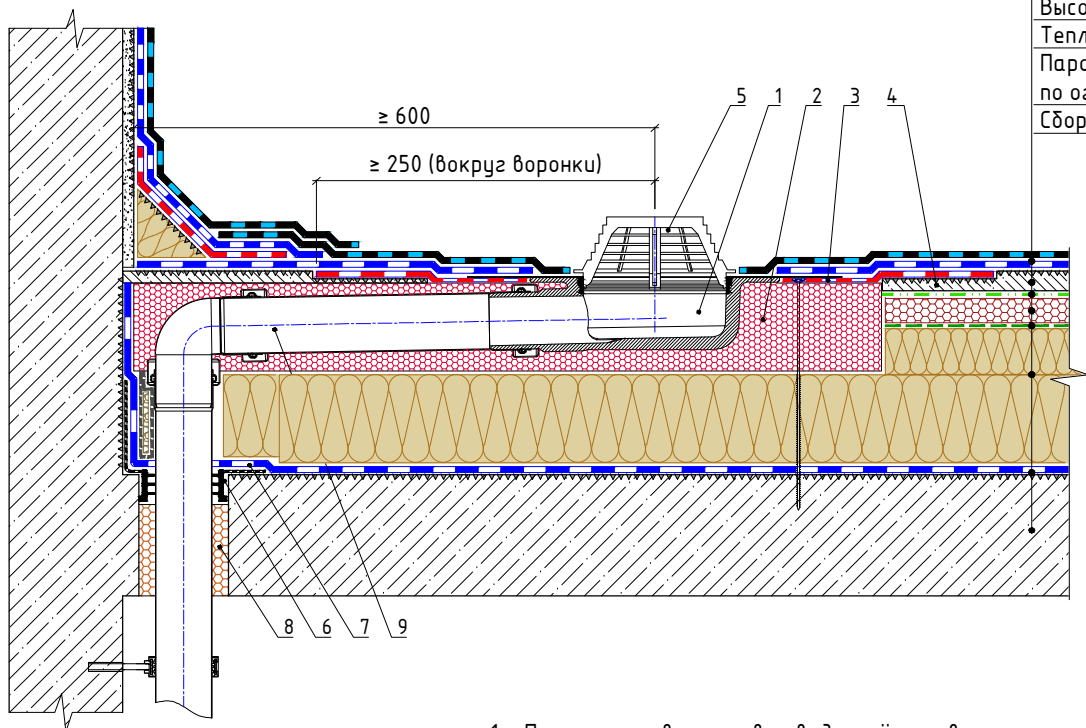 Высо
Тепл
Паро
по о
Сбор
5 1 2 3 4
≥ 600
≥ 250 (вокруг воронки)
8 6 7 9